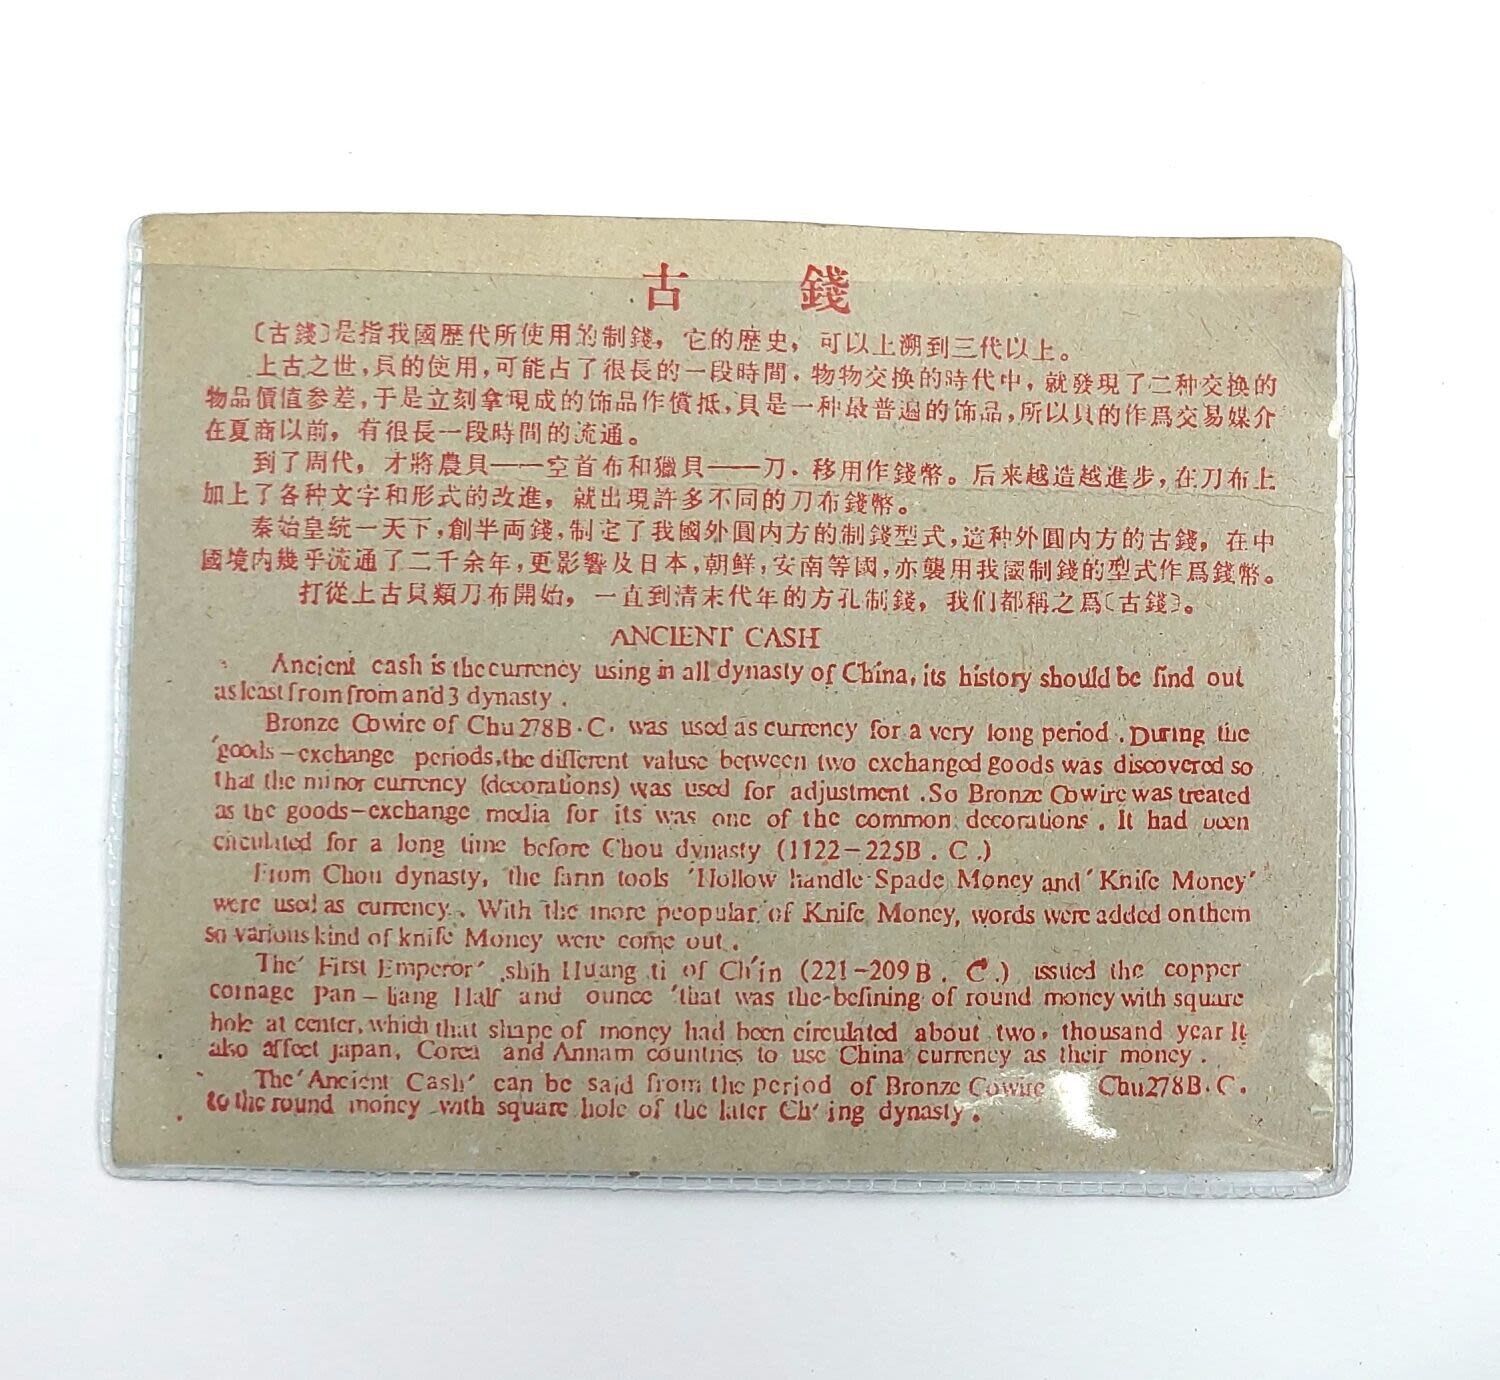 古 錢
〔古錢〕是指我國歷代所使用的制錢，它的歷史，可以上溯到三代以上。
上古之世，貝的使用，可能占了很長的一段時間．物物交換的時代中，就發現了二种交換的
物品價值参差，于是立刻拿現成的饰品作償抵，貝是一种最普遍的饰品，所以貝的作爲交易媒介
在夏商以前，有很長一段時間的流通。
到了周代，才將農貝——空首布和獵貝——刀．移用作錢幣。后来越造越進步，在刀布上
加上了各种文字和形式的改進，就出現許多不同的刀布錢幣。
秦始皇統一天下，創半両錢，制定了我國外圓内方的制錢型式，這种外圓内方的古錢，在中
國境内幾乎流通了二千余年，更影響及日本，朝鲜，安南等國，亦襲用我國制錢的型式作爲錢幣。
打從上古貝類刀布開始，一直到清末代年的方孔制錢，我们都稱之爲〔古錢〕。
ANCIENT CASH
Ancient cash is the currency using in all dynasty of China, its history should be find out
as least from from and 3 dynasty .
Bronze Cowire of Chu 278 B·C· was used as currency for a very long period . During the
'goods-exchange periods, the different valuse between two exchanged goods was discovered so
that the minor currency (decorations) was used for adjustment .So Bronze Cowire was treated
as the goods-exchange media for its was one of the common decorations . It had been
circulated for a long time before Chou dynasty (1122-225B . C .)
From Chou dynasty, the farm tools 'Hollow handle Spade Money and 'Knife Money'
were used as currency. . With the more peopular of Knife Money, words were added on them
so various kind of knife Money were come out .
The' First Emperor' shih Huang ti of Ch'in (221-209 B . C .) issued the copper
coinage Pan-liang Half and ounce 'that was the-befining of round money with square
hole at center, which that shape of money had been circulated about two, thousand year It
also affect japan, Corea and Annam countries to use China currency as their money .
The 'Ancient Cash' can be said from the period of Bronze Cowire Chu 278 B·C·
to the round money with square hole of the later Ch' ing dynasty .